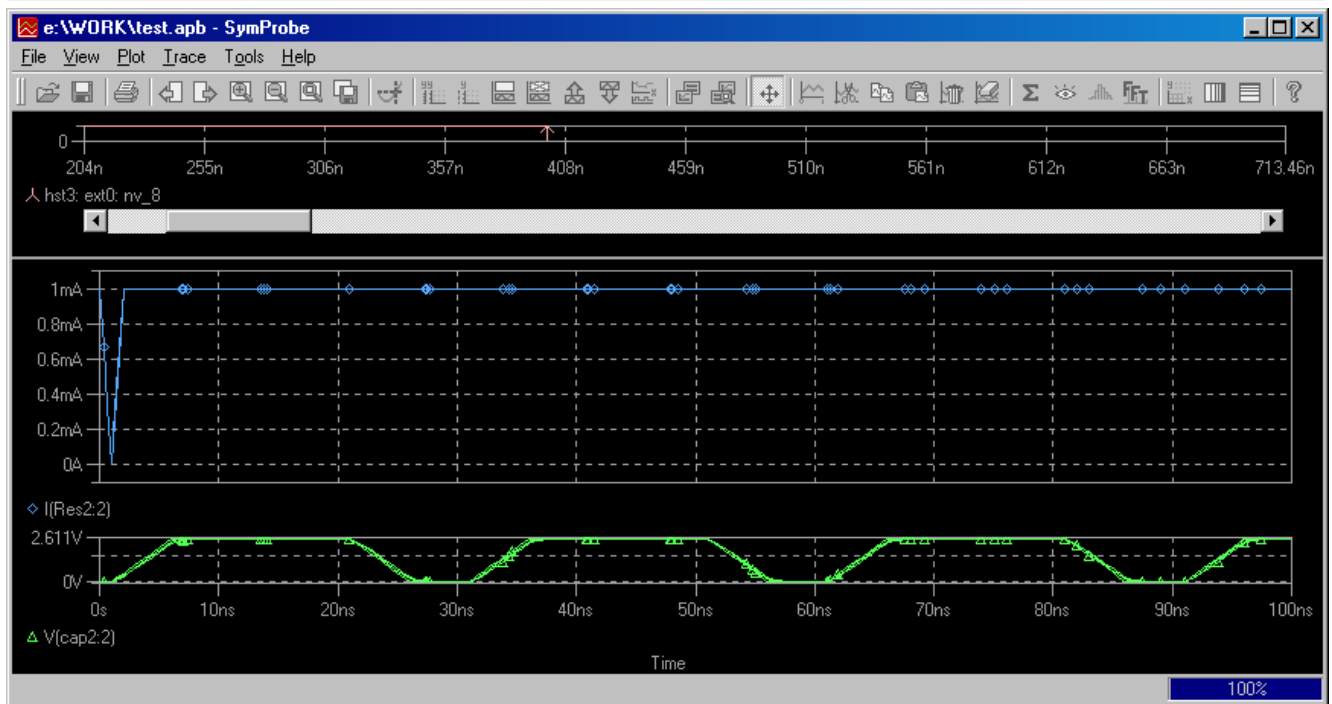 e:\WORK\test.apb - SymProbe
File View Plot Trace Tools Help
Σ FFT ?
0
204n 255n 306n 357n 408n 459n 510n 561n 612n 663n 713.46n
hst3: ext0: nv_8
1mA
0.8mA
0.6mA
0.4mA
0.2mA
0A
I(Res2:2)
2.611V
0V
0s 10ns 20ns 30ns 40ns 50ns 60ns 70ns 80ns 90ns 100ns
V(cap2:2)
Time
100%